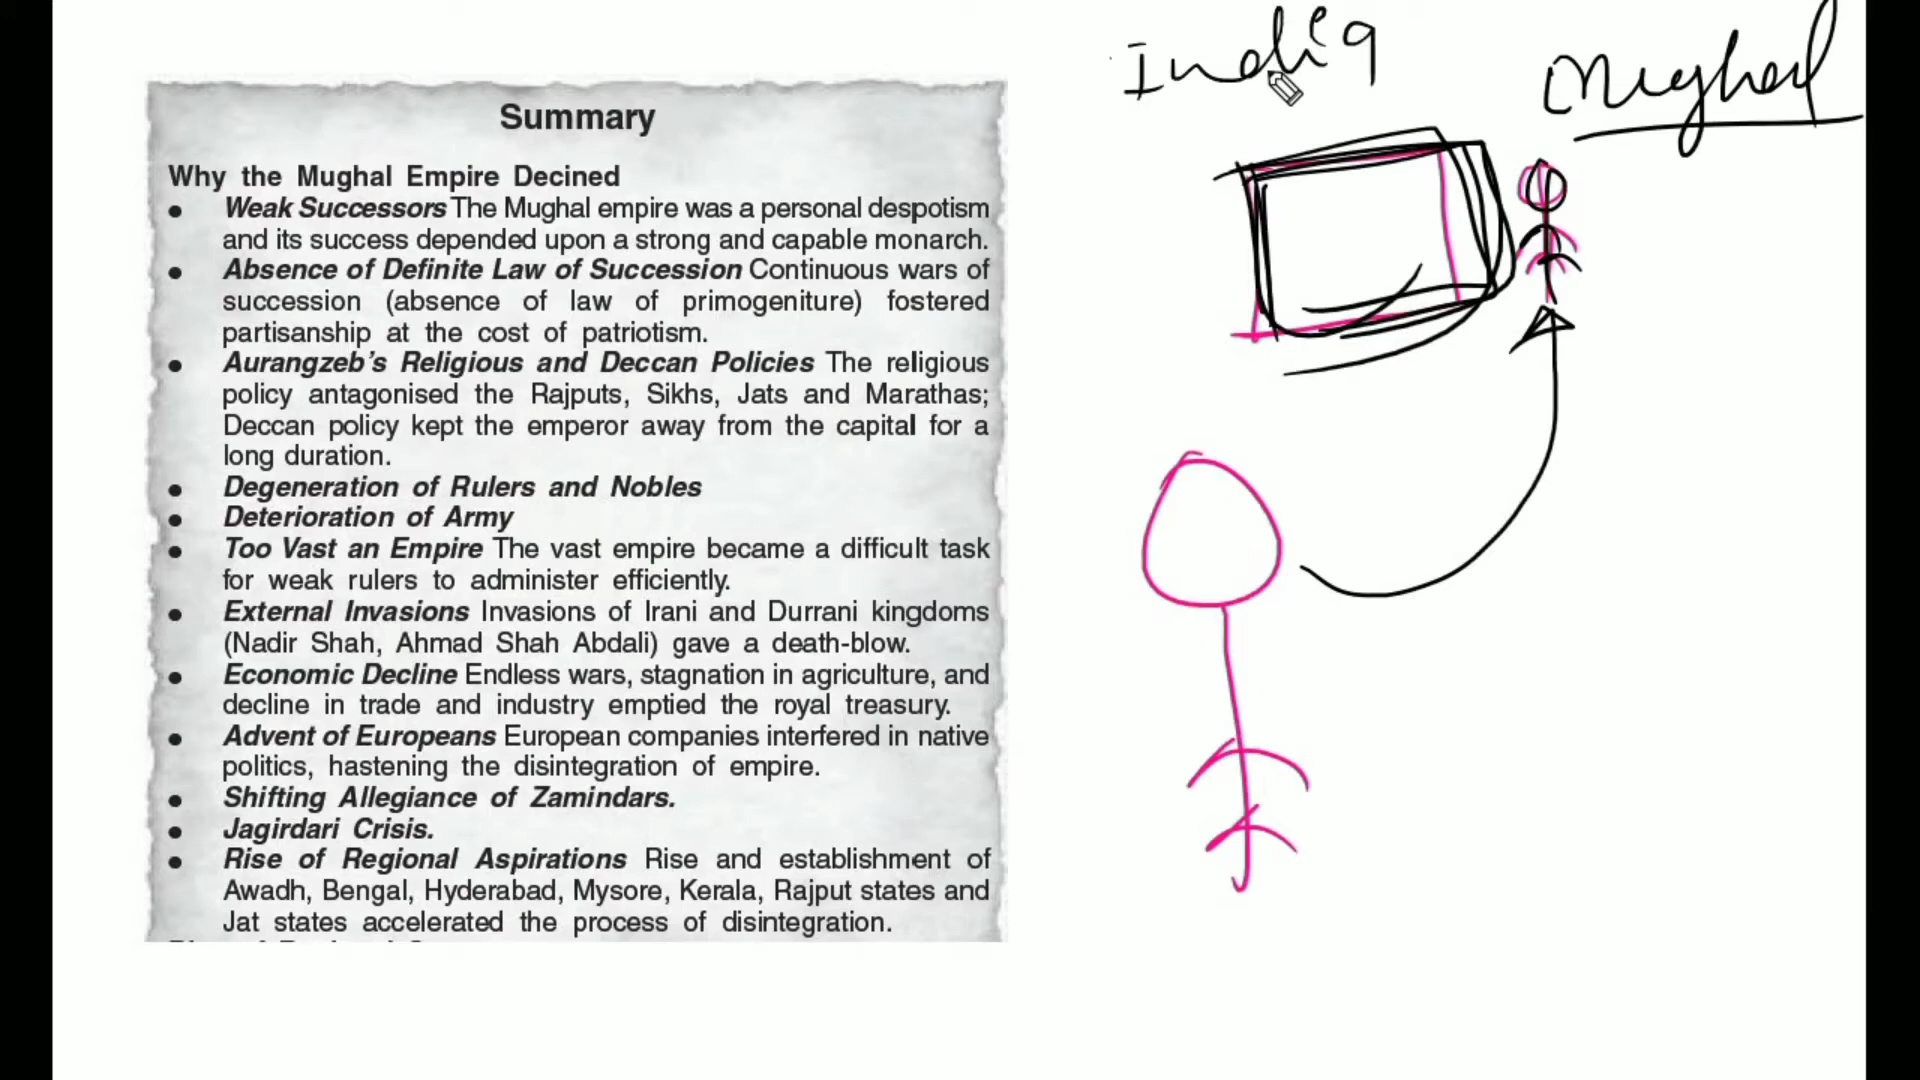 Summary
Why the Mughal Empire Decined
• Weak Successors The Mughal empire was a personal despotism
and its success depended upon a strong and capable monarch.
• Absence of Definite Law of Succession Continuous wars of
succession (absence of law of primogeniture) fostered
partisanship at the cost of patriotism.
• Aurangzeb's Religious and Deccan Policies The religious
policy antagonised the Rajputs, Sikhs, Jats and Marathas;
Deccan policy kept the emperor away from the capital for a
long duration.
• Degeneration of Rulers and Nobles
• Deterioration of Army
• Too Vast an Empire The vast empire became a difficult task
for weak rulers to administer efficiently.
• External Invasions Invasions of Irani and Durrani kingdoms
(Nadir Shah, Ahmad Shah Abdali) gave a death-blow.
• Economic Decline Endless wars, stagnation in agriculture, and
decline in trade and industry emptied the royal treasury.
• Advent of Europeans European companies interfered in native
politics, hastening the disintegration of empire.
• Shifting Allegiance of Zamindars.
• Jagirdari Crisis.
• Rise of Regional Aspirations Rise and establishment of
Awadh, Bengal, Hyderabad, Mysore, Kerala, Rajput states and
Jat states accelerated the process of disintegration.
India
Mughal